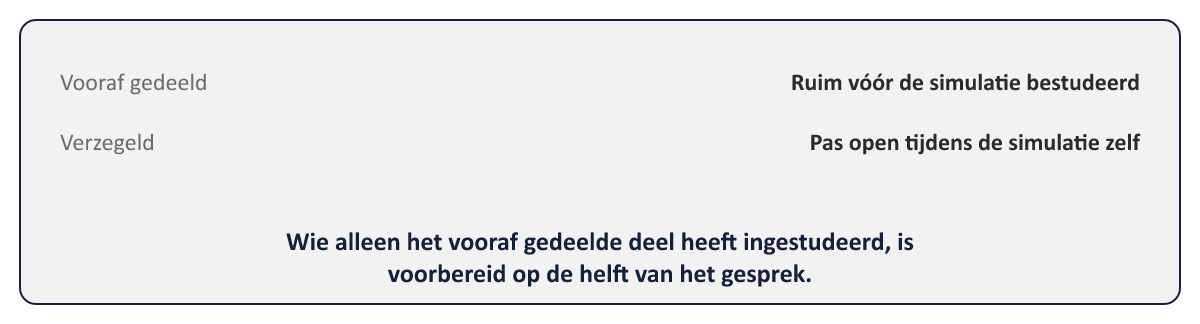 Vooraf gedeeld Ruim vóór de simulatie bestudeerd
Verzegeld Pas open tijdens de simulatie zelf
Wie alleen het vooraf gedeelde deel heeft ingestudeerd, is
voorbereid op de helft van het gesprek.